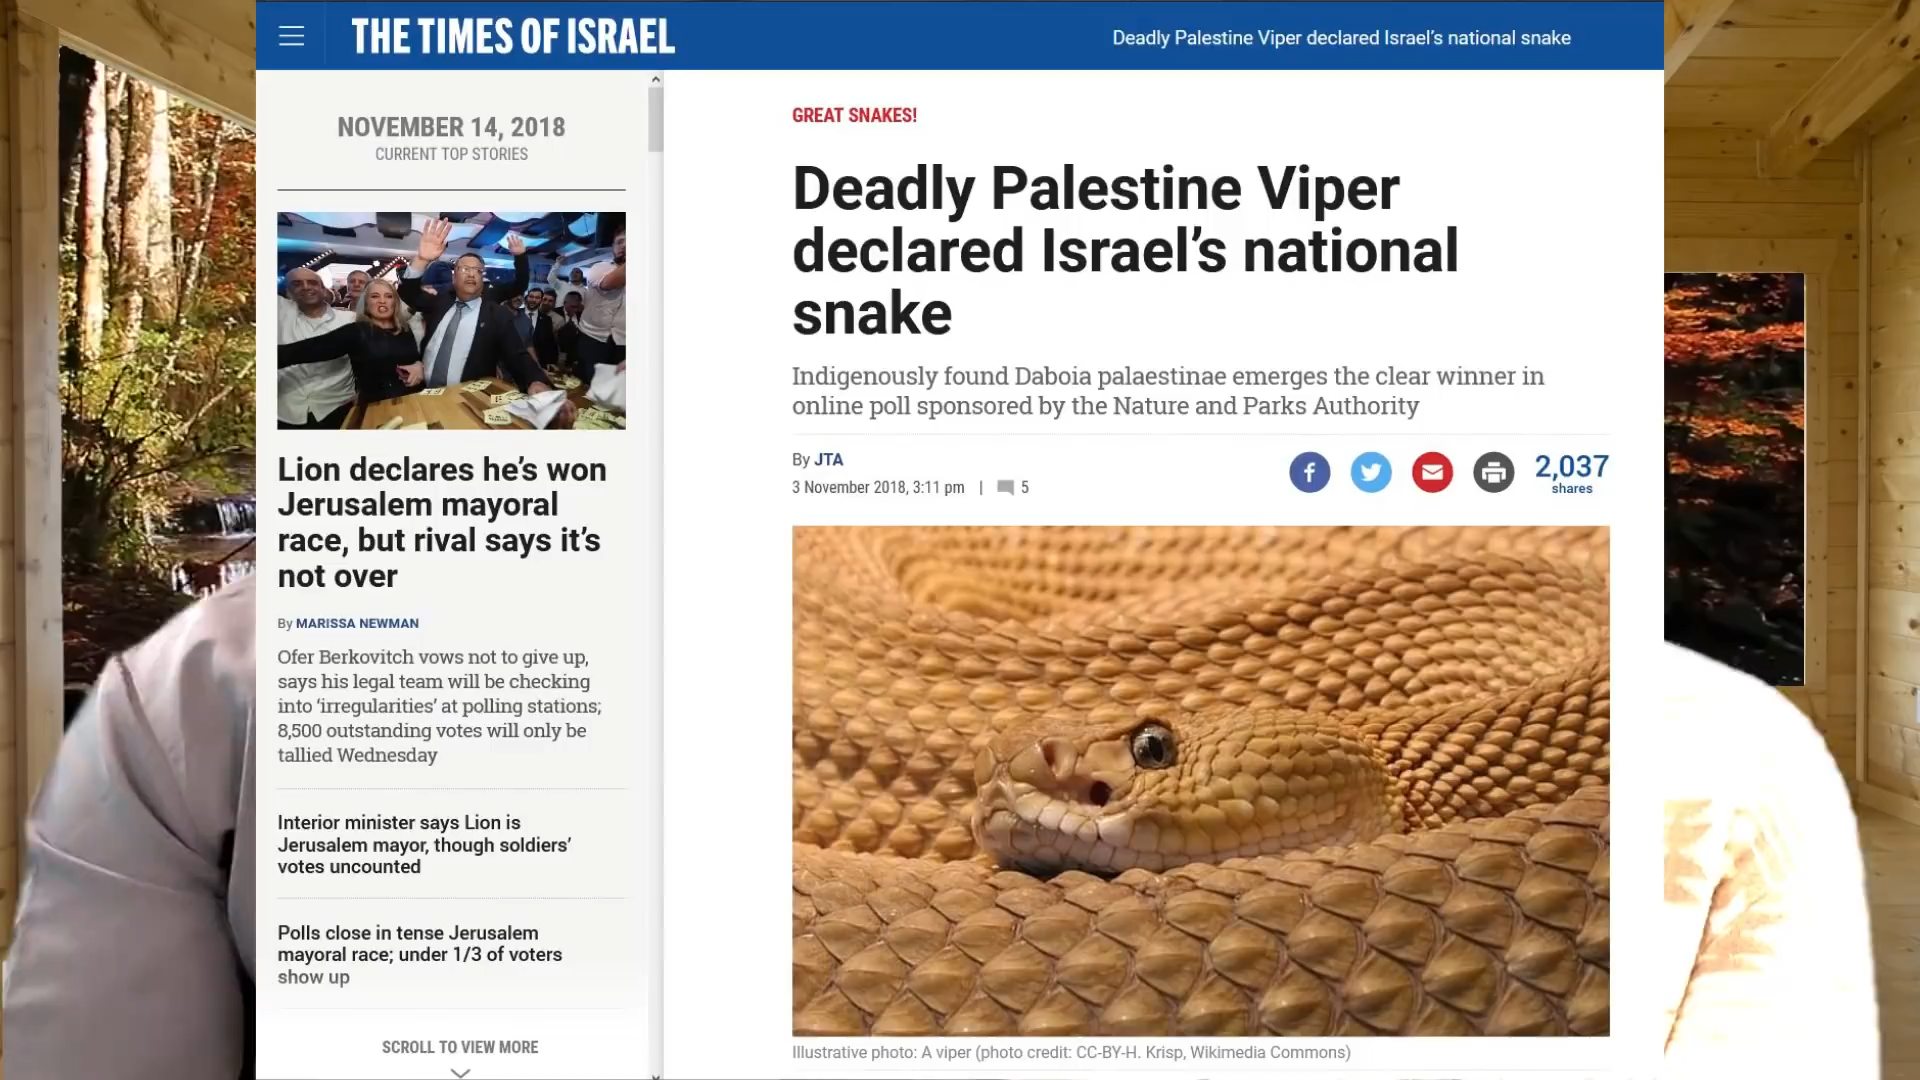 THE TIMES OF ISRAEL
Deadly Palestine Viper declared Israel's national snake
NOVEMBER 14, 2018
CURRENT TOP STORIES
Lion declares he's won
Jerusalem mayoral
race, but rival says it's
not over
By MARISSA NEWMAN
Ofer Berkovitch vows not to give up,
says his legal team will be checking
into 'irregularities' at polling stations;
8,500 outstanding votes will only be
tallied Wednesday
Interior minister says Lion is
Jerusalem mayor, though soldiers'
votes uncounted
Polls close in tense Jerusalem
mayoral race; under 1/3 of voters
show up
SCROLL TO VIEW MORE
GREAT SNAKES!
Deadly Palestine Viper
declared Israel's national
snake
Indigenously found Daboia palaestinae emerges the clear winner in
online poll sponsored by the Nature and Parks Authority
By JTA
3 November 2018, 3:11 pm | 5
2,037
shares
Illustrative photo: A viper (photo credit: CC-BY-H. Krisp, Wikimedia Commons)